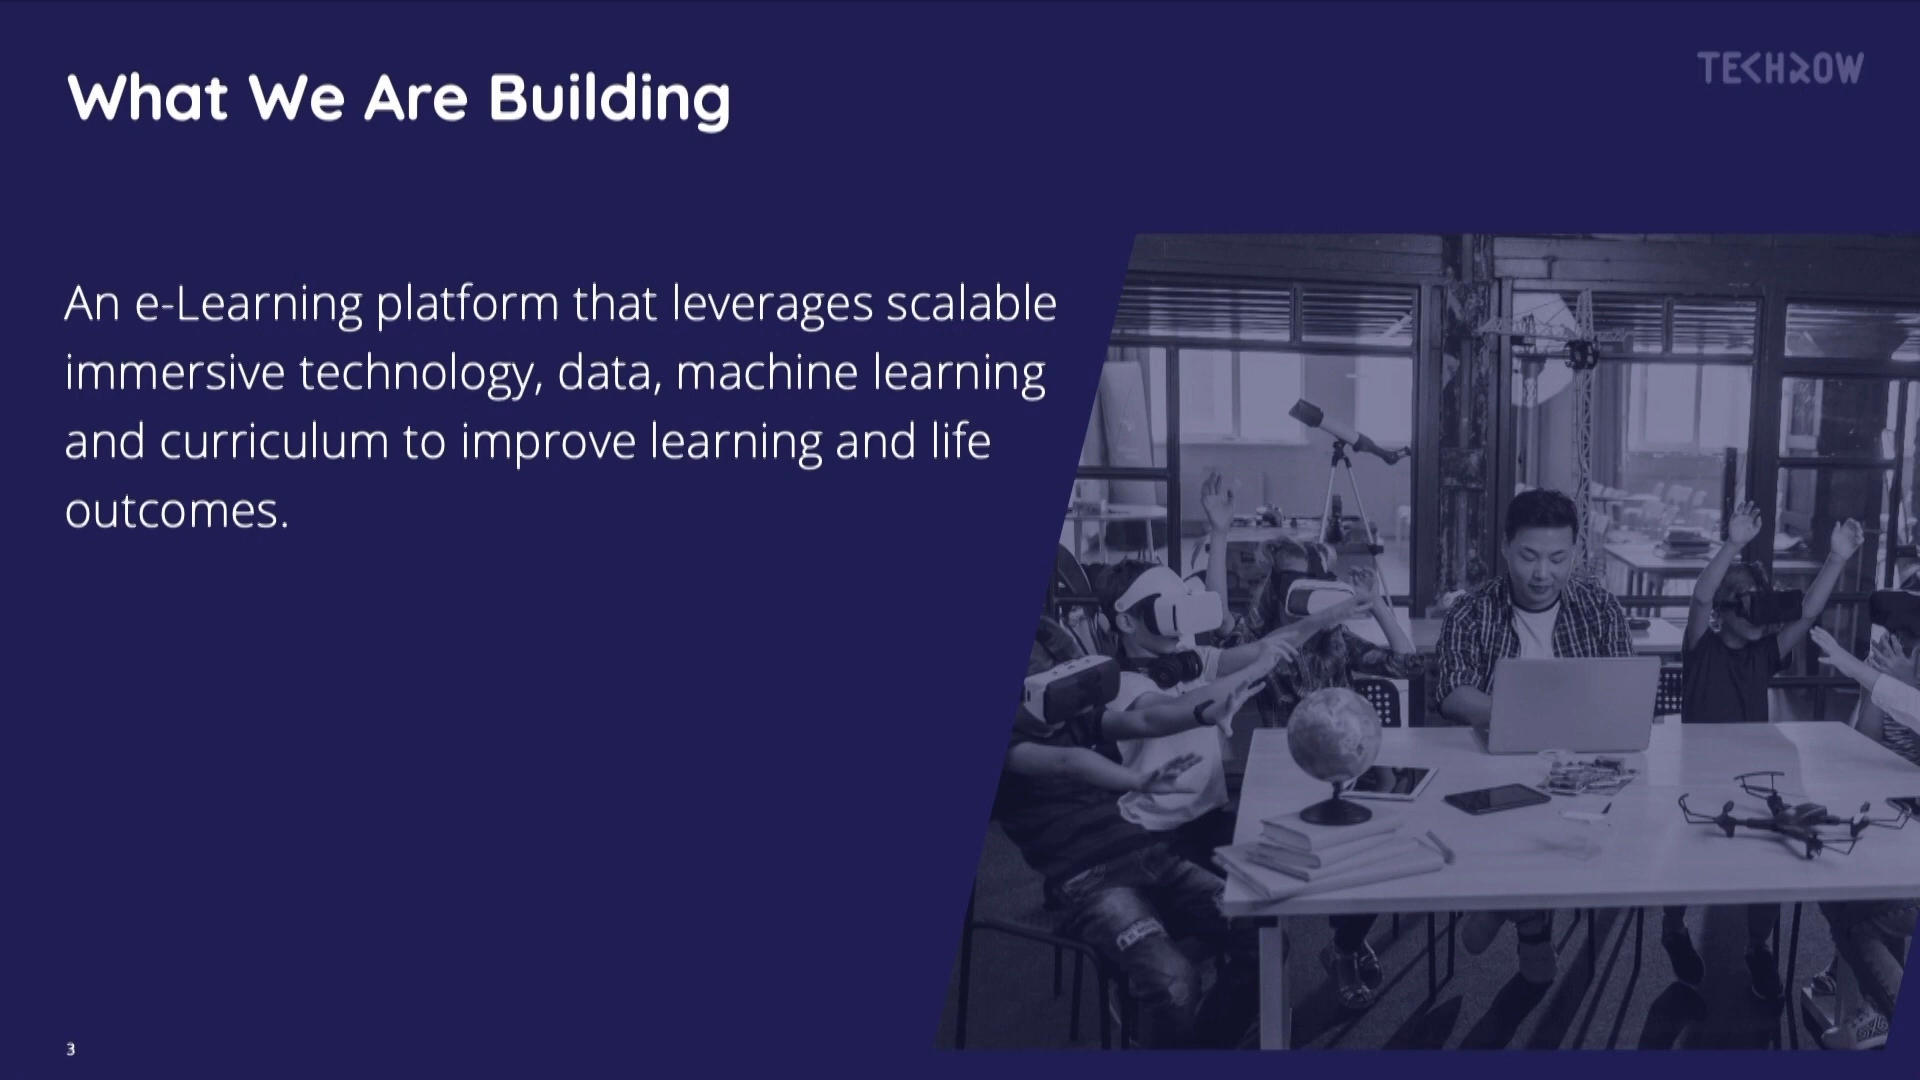 TECHROW
What We Are Building
An e-Learning platform that leverages scalable
immersive technology, data, machine learning
and curriculum to improve learning and life
outcomes.
3